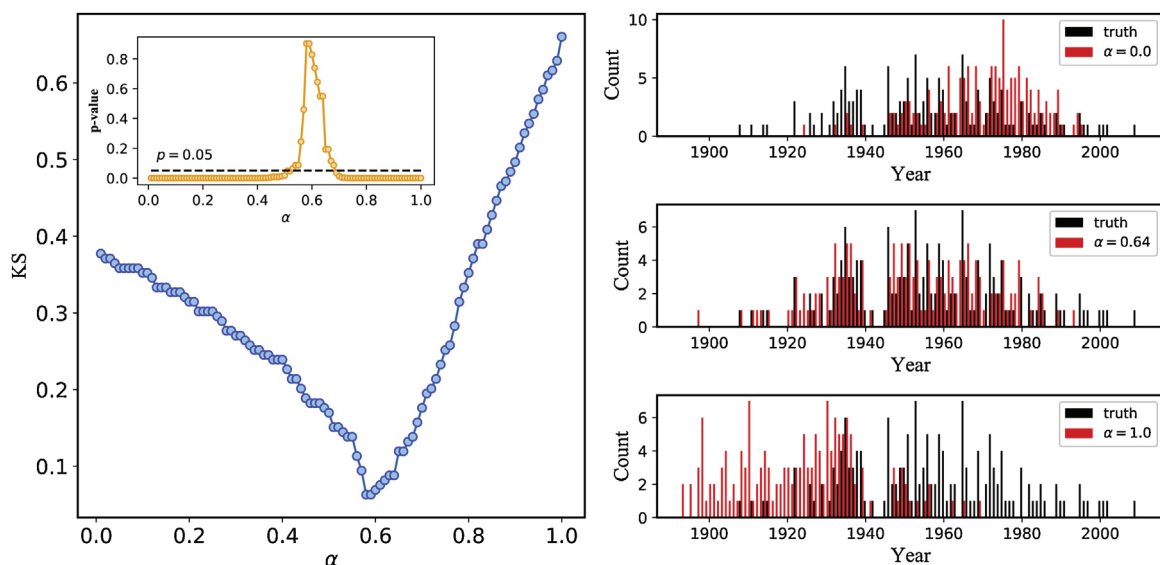 KS
0.6
0.5
0.4
0.3
0.2
0.1
0.0 0.2 0.4 0.6 0.8 1.0
α
p-value
0.8
0.6
0.4
0.2
0.0
p = 0.05
0.0 0.2 0.4 0.6 0.8 1.0
α
Count
10
5
0
truth
α = 0.0
1900 1920 1940 1960 1980 2000
Year
Count
6
4
2
0
truth
α = 0.64
1900 1920 1940 1960 1980 2000
Year
Count
6
4
2
0
truth
α = 1.0
1900 1920 1940 1960 1980 2000
Year